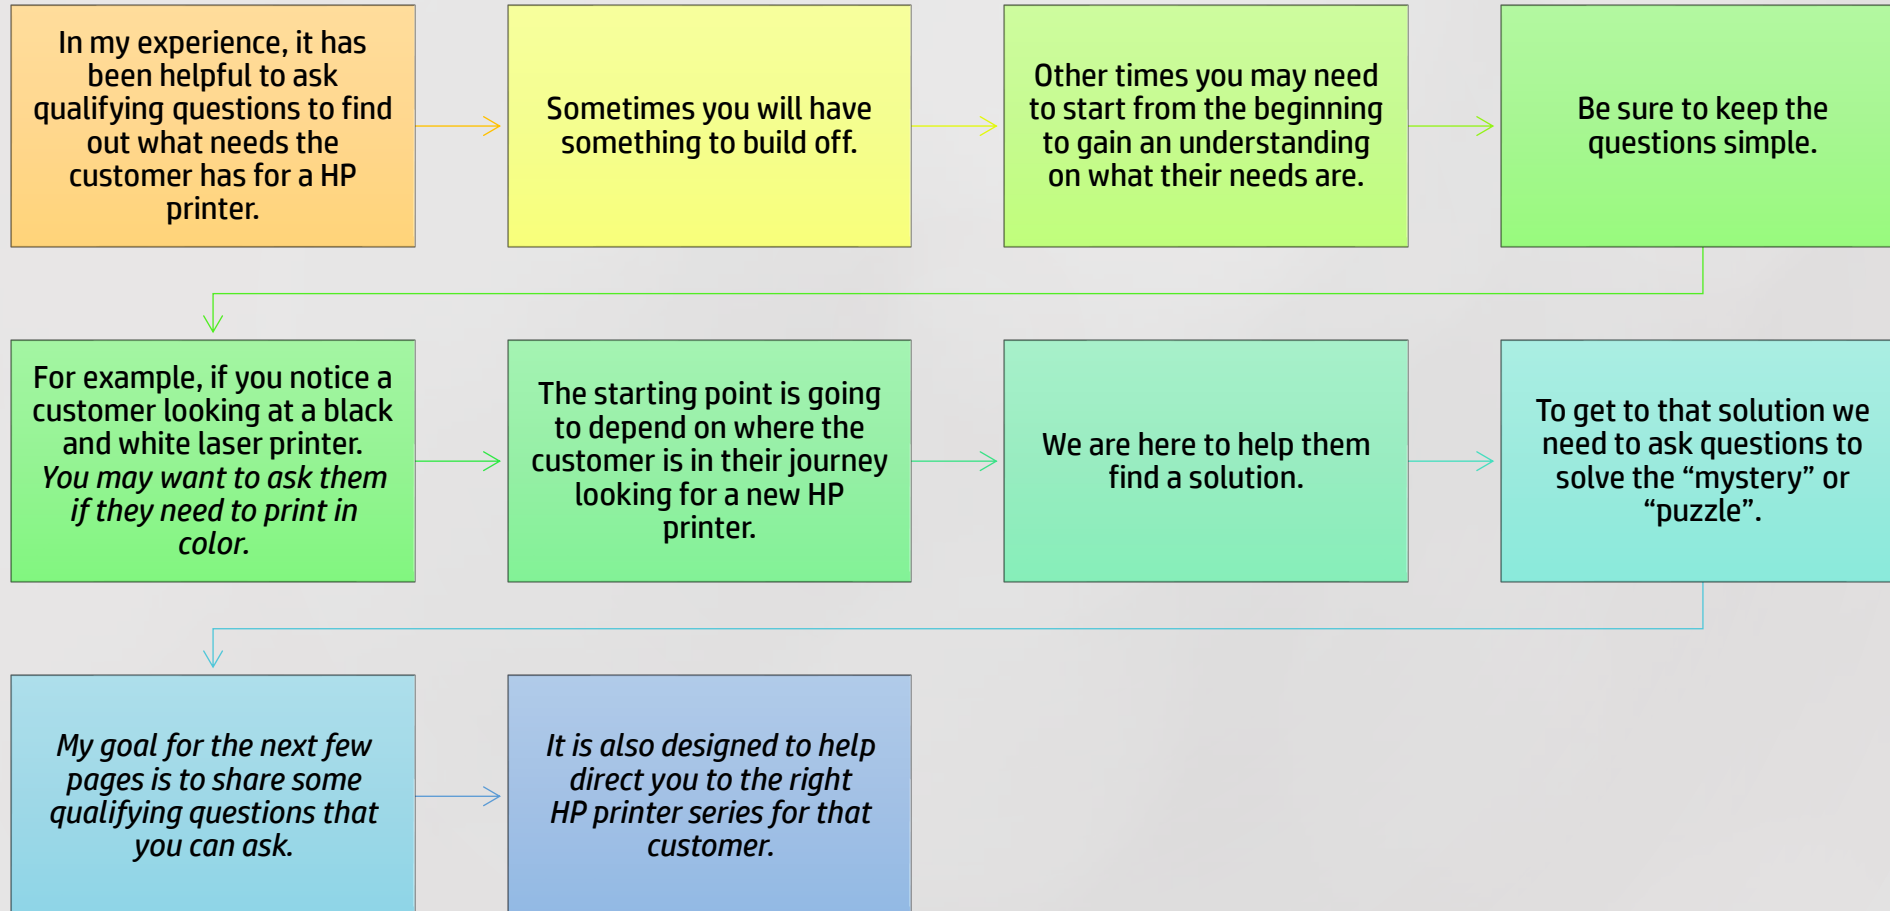 In my experience, it has
been helpful to ask
qualifying questions to find
out what needs the
customer has for a HP
printer.
Sometimes you will have
something to build off.
Other times you may need
to start from the beginning
to gain an understanding
on what their needs are.
Be sure to keep the
questions simple.
For example, if you notice a
customer looking at a black
and white laser printer.
You may want to ask them
if they need to print in
color.
The starting point is going
to depend on where the
customer is in their journey
looking for a new HP
printer.
We are here to help them
find a solution.
To get to that solution we
need to ask questions to
solve the “mystery” or
“puzzle”.
My goal for the next few
pages is to share some
qualifying questions that
you can ask.
It is also designed to help
direct you to the right
HP printer series for that
customer.